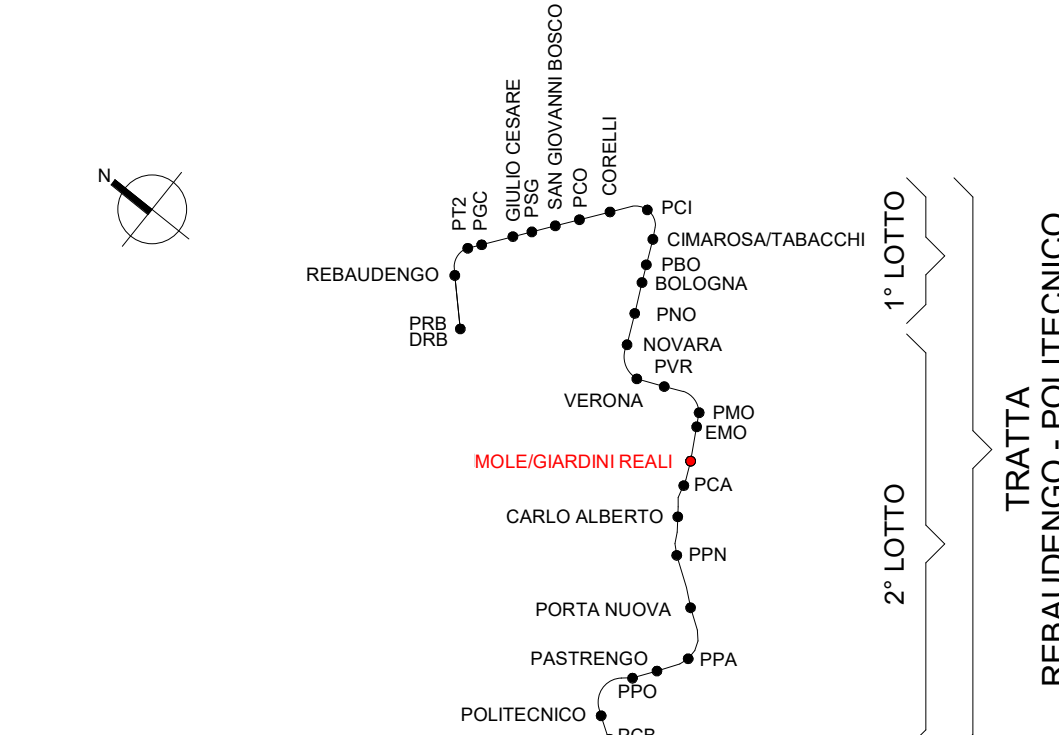 N
PT2
PGC
GIULIO CESARE
PSG
SAN GIOVANNI BOSCO
PCO
CORELLI
PCI
CIMAROSA/TABACCHI
REBAUDENGO
PBO
BOLOGNA
PRB
DRB
PNO
NOVARA
PVR
VERONA
PMO
EMO
MOLE/GIARDINI REALI
PCA
CARLO ALBERTO
PPN
PORTA NUOVA
PASTRENGO
PPA
PPO
POLITECNICO
1° LOTTO
2° LOTTO
TRATTA
REBAUDENGO - POLITECNICO